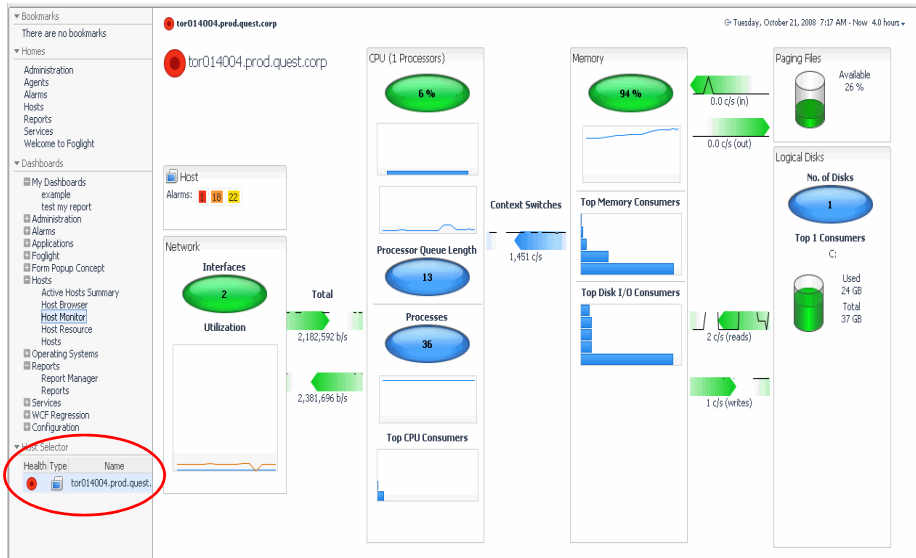 Bookmarks
There are no bookmarks
Homes
Administration
Agents
Alarms
Hosts
Reports
Services
Welcome to Foglight
Dashboards
My Dashboards
example
test my report
Administration
Alarms
Applications
Foglight
Form Popup Concept
Hosts
Active Hosts Summary
Host Browser
Host Monitor
Host Resource
Hosts
Operating Systems
Reports
Report Manager
Reports
Services
WCF Regression
Configuration
Host Selector
Health Type Name
tor014004.prod.quest.
tor014004.prod.quest.corp
Tuesday, October 21, 2008 7:17 AM - Now 4.0 hours
tor014004.prod.quest.corp
Host
Alarms: 1 18 22
Network
Interfaces
2
Utilization
Total
2,182,592 b/s
2,381,696 b/s
CPU (1 Processors)
6 %
Processor Queue Length
13
Processes
36
Top CPU Consumers
Context Switches
1,451 c/s
Memory
94 %
Top Memory Consumers
Top Disk I/O Consumers
0.0 c/s (in)
0.0 c/s (out)
2 c/s (reads)
1 c/s (writes)
Paging Files
Available
26 %
Logical Disks
No. of Disks
1
Top 1 Consumers
C:
Used
24 GB
Total
37 GB